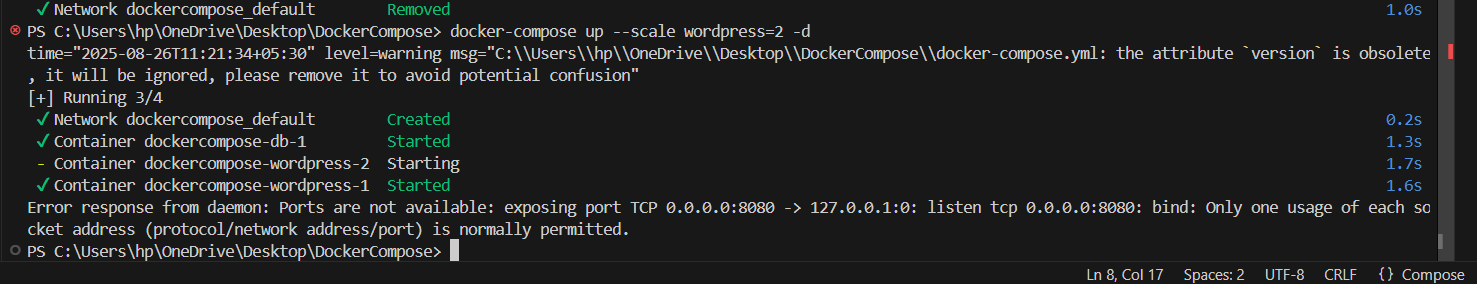 ✓ Network dockercompose_default Removed 1.0s
PS C:\Users\hp\OneDrive\Desktop\DockerCompose> docker-compose up --scale wordpress=2 -d
time="2025-08-26T11:21:34+05:30" level=warning msg="C:\\Users\\hp\\OneDrive\\Desktop\\DockerCompose\\docker-compose.yml: the attribute `version` is obsolete
, it will be ignored, please remove it to avoid potential confusion"
[+] Running 3/4
✓ Network dockercompose_default Created 0.2s
✓ Container dockercompose-db-1 Started 1.3s
- Container dockercompose-wordpress-2 Starting 1.7s
✓ Container dockercompose-wordpress-1 Started 1.6s
Error response from daemon: Ports are not available: exposing port TCP 0.0.0.0:8080 -> 127.0.0.1:0: listen tcp 0.0.0.0:8080: bind: Only one usage of each so
cket address (protocol/network address/port) is normally permitted.
PS C:\Users\hp\OneDrive\Desktop\DockerCompose>
Ln 8, Col 17 Spaces: 2 UTF-8 CRLF {} Compose